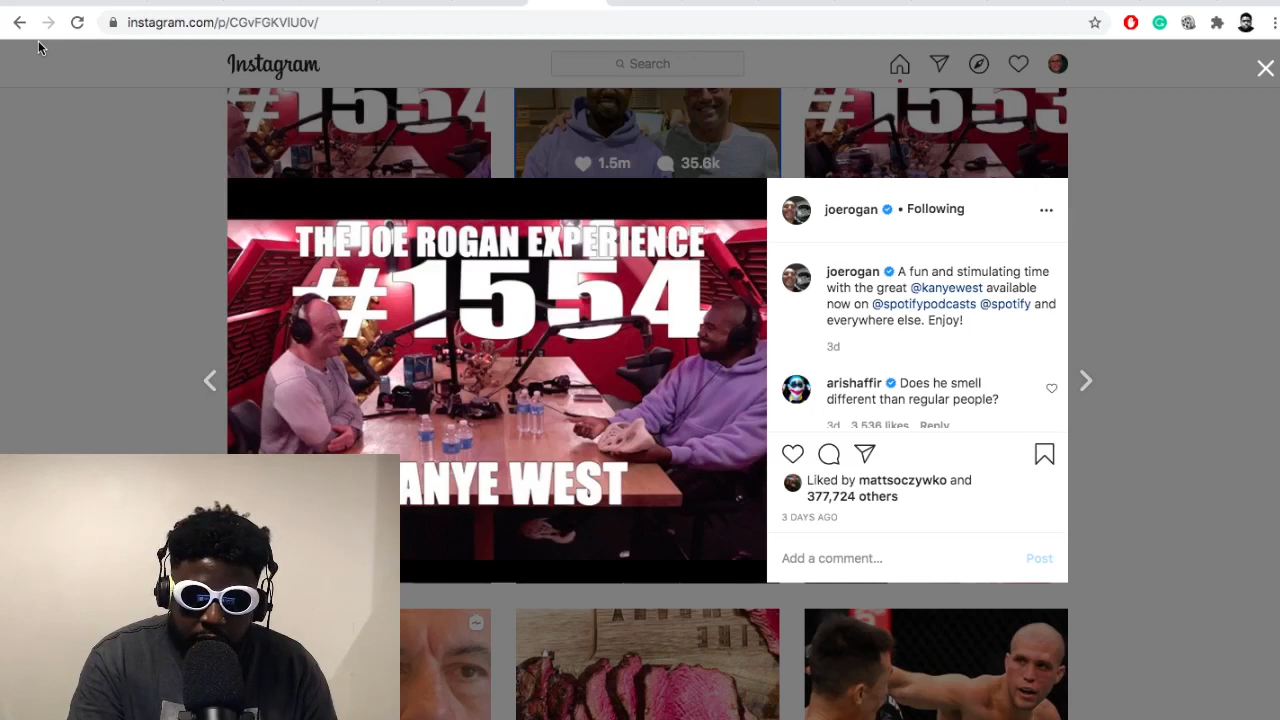 instagram.com/p/CGvFGKVlU0v/
Instagram
Search
#1554
1.5m 35.6k
#1553
THE JOE ROGAN EXPERIENCE
#1554
ANYE WEST
joerogan • Following
joerogan A fun and stimulating time
with the great @kanyewest available
now on @spotifypodcasts @spotify and
everywhere else. Enjoy!
3d
arishaffir Does he smell
different than regular people?
3d 3,536 likes Reply
Liked by mattsoczywko and
377,724 others
3 DAYS AGO
Add a comment... Post